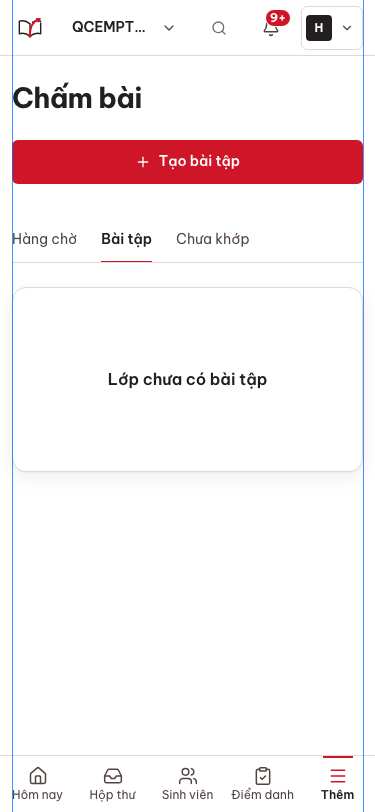 QCEMPT...
9+
H
Chấm bài
+ Tạo bài tập
Hàng chờ Bài tập Chưa khớp
Lớp chưa có bài tập
Hôm nay Hộp thư Sinh viên Điểm danh Thêm